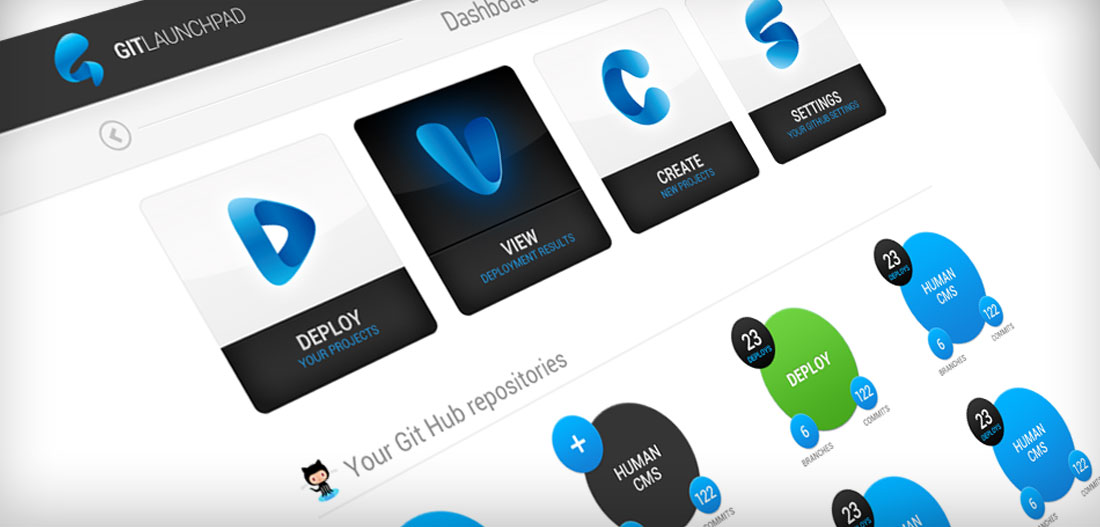 GITLAUNCHPAD
Dashboard
DEPLOY
YOUR PROJECTS
VIEW
DEPLOYMENT RESULTS
CREATE
NEW PROJECTS
SETTINGS
YOUR GITHUB SETTINGS
Your Git Hub repositories
+
HUMAN
CMS
122
COMMITS
23
DEPLOYS
DEPLOY
6
BRANCHES
122
COMMITS
23
DEPLOYS
HUMAN
CMS
6
BRANCHES
122
COMMITS
23
DEPLOYS
HUMAN
CMS
6
122
23